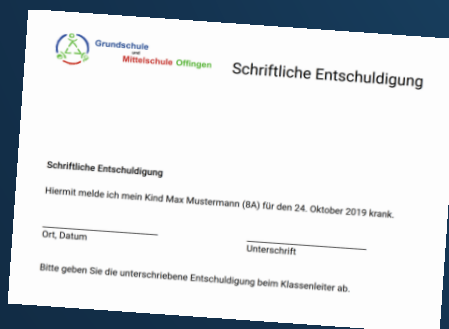 Grundschule
und
Mittelschule Offingen
Schriftliche Entschuldigung
Schriftliche Entschuldigung
Hiermit melde ich mein Kind Max Mustermann (8A) für den 24. Oktober 2019 krank.
Ort, Datum
Unterschrift
Bitte geben Sie die unterschriebene Entschuldigung beim Klassenleiter ab.